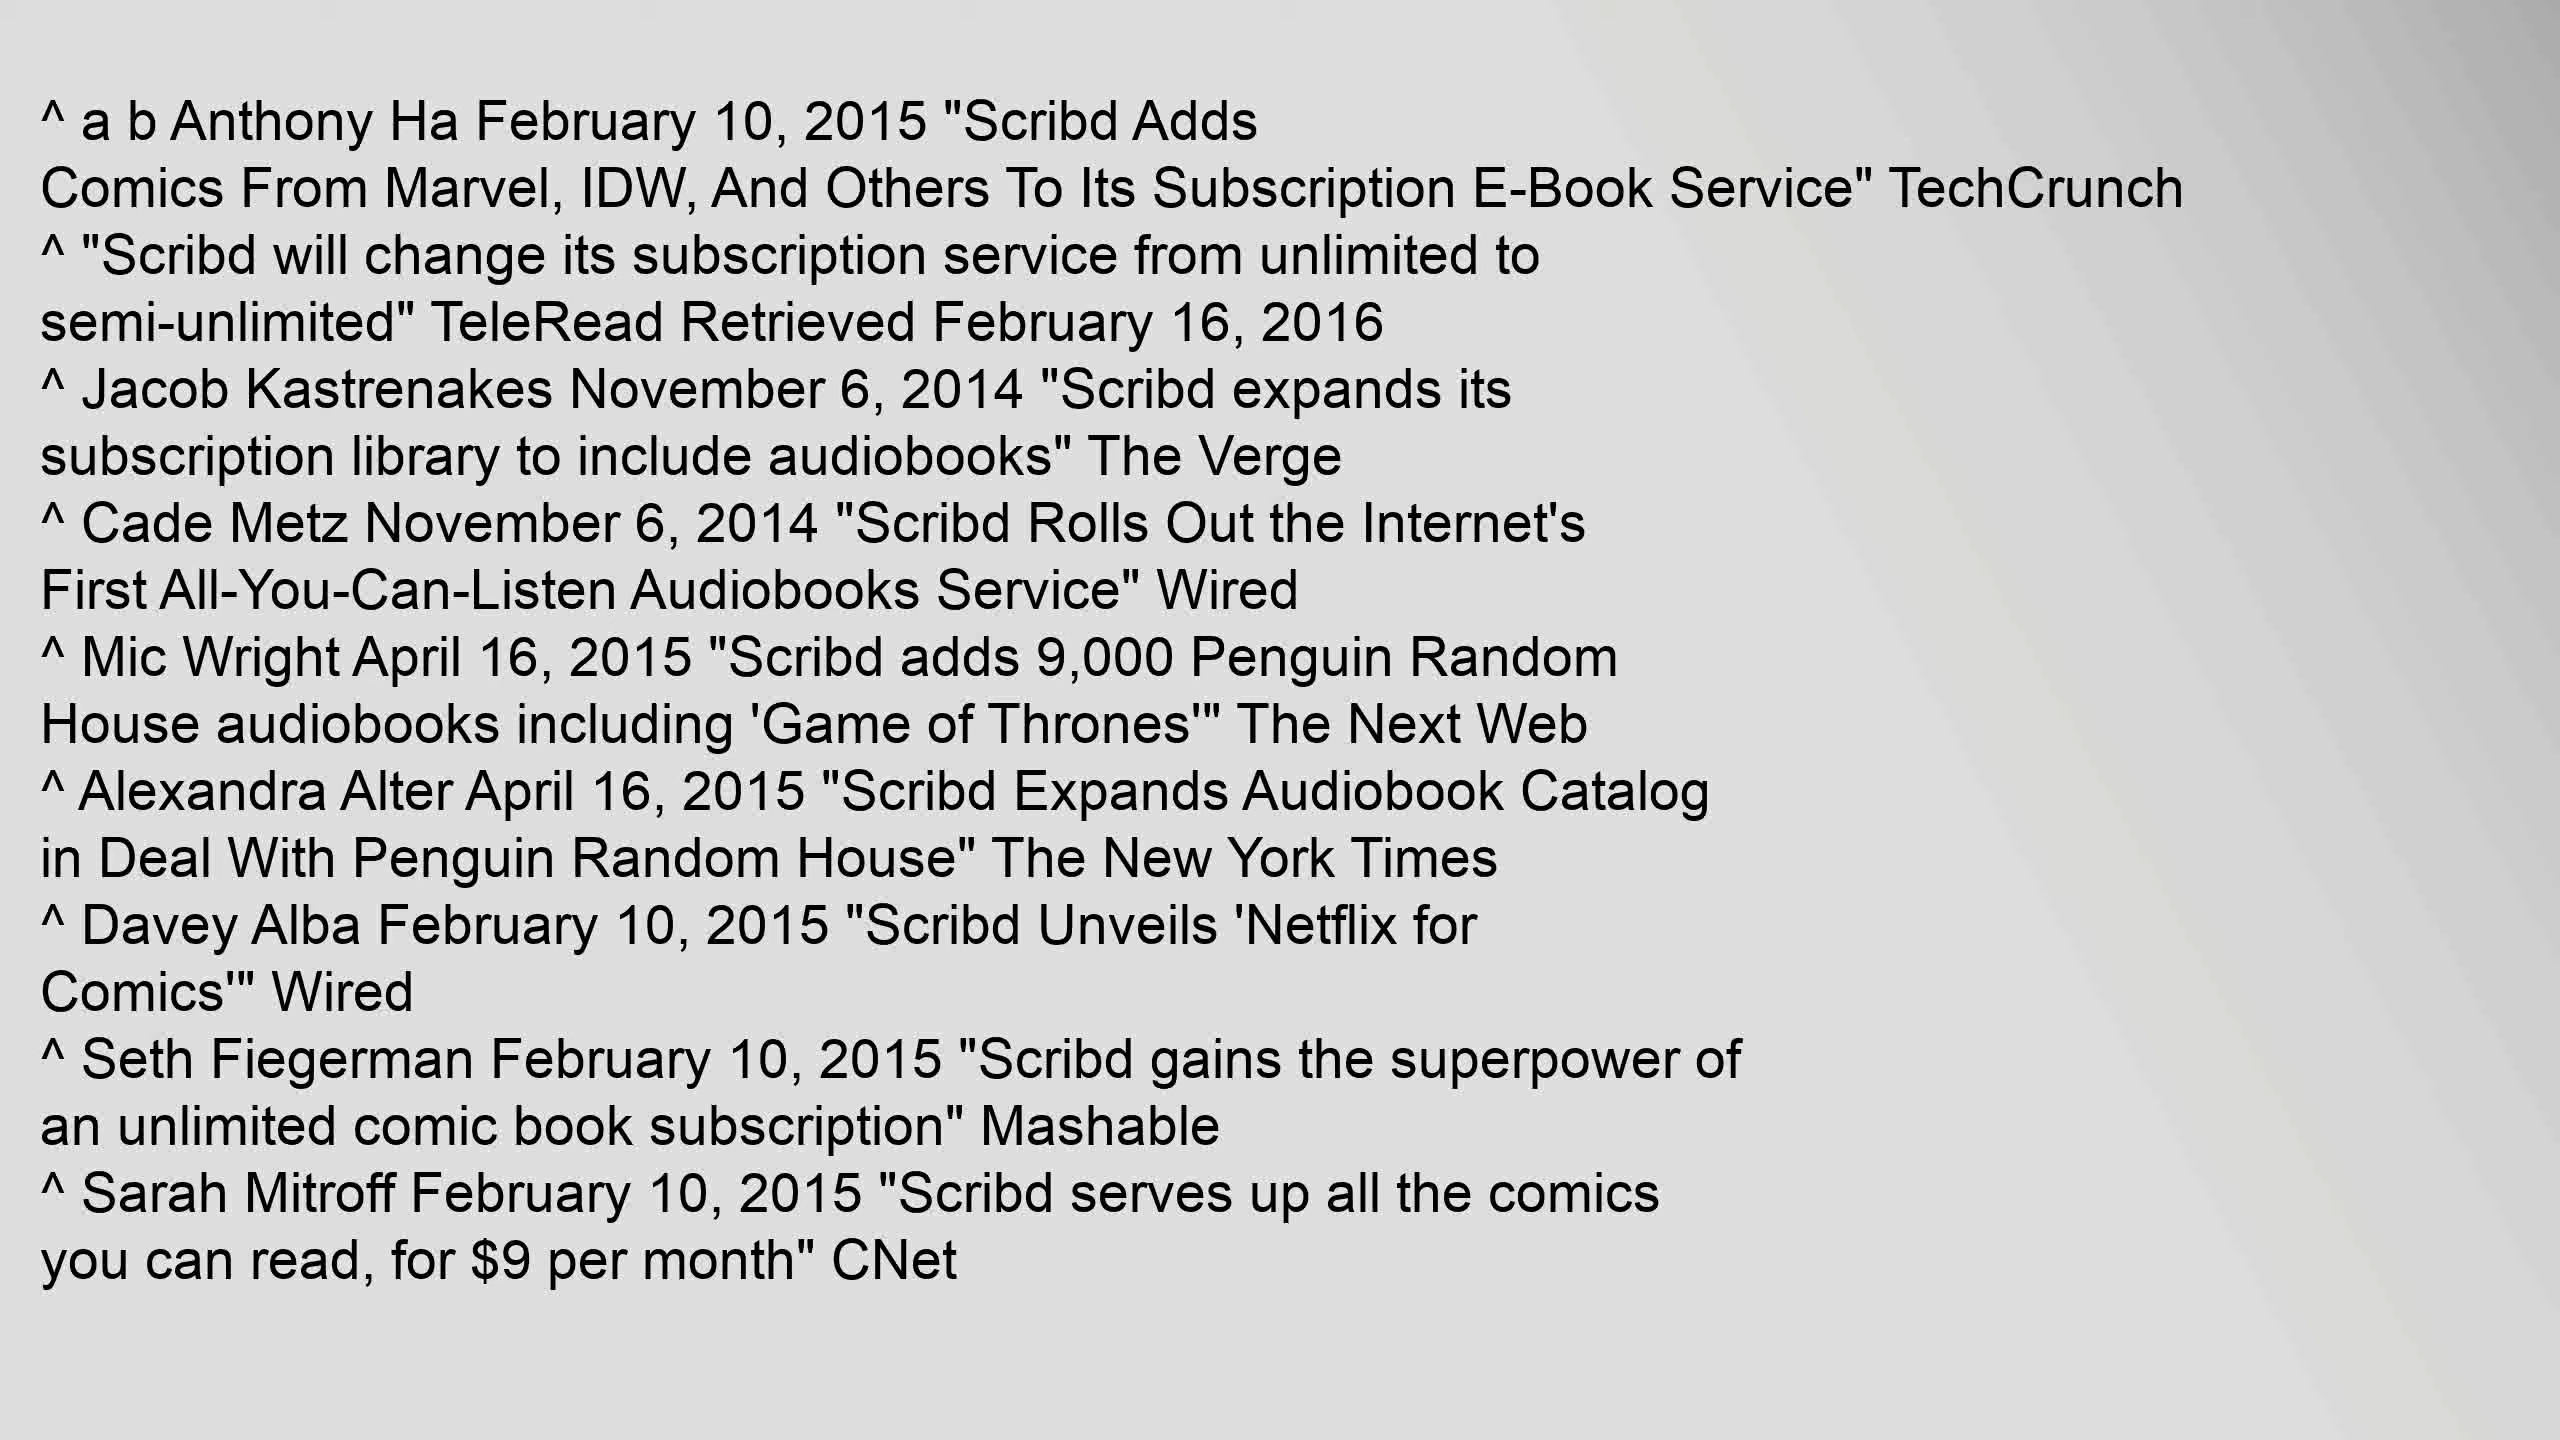 ^ a b Anthony Ha February 10, 2015 "Scribd Adds
Comics From Marvel, IDW, And Others To Its Subscription E-Book Service" TechCrunch
^ "Scribd will change its subscription service from unlimited to
semi-unlimited" TeleRead Retrieved February 16, 2016
^ Jacob Kastrenakes November 6, 2014 "Scribd expands its
subscription library to include audiobooks" The Verge
^ Cade Metz November 6, 2014 "Scribd Rolls Out the Internet's
First All-You-Can-Listen Audiobooks Service" Wired
^ Mic Wright April 16, 2015 "Scribd adds 9,000 Penguin Random
House audiobooks including 'Game of Thrones'" The Next Web
^ Alexandra Alter April 16, 2015 "Scribd Expands Audiobook Catalog
in Deal With Penguin Random House" The New York Times
^ Davey Alba February 10, 2015 "Scribd Unveils 'Netflix for
Comics'" Wired
^ Seth Fiegerman February 10, 2015 "Scribd gains the superpower of
an unlimited comic book subscription" Mashable
^ Sarah Mitroff February 10, 2015 "Scribd serves up all the comics
you can read, for $9 per month" CNet